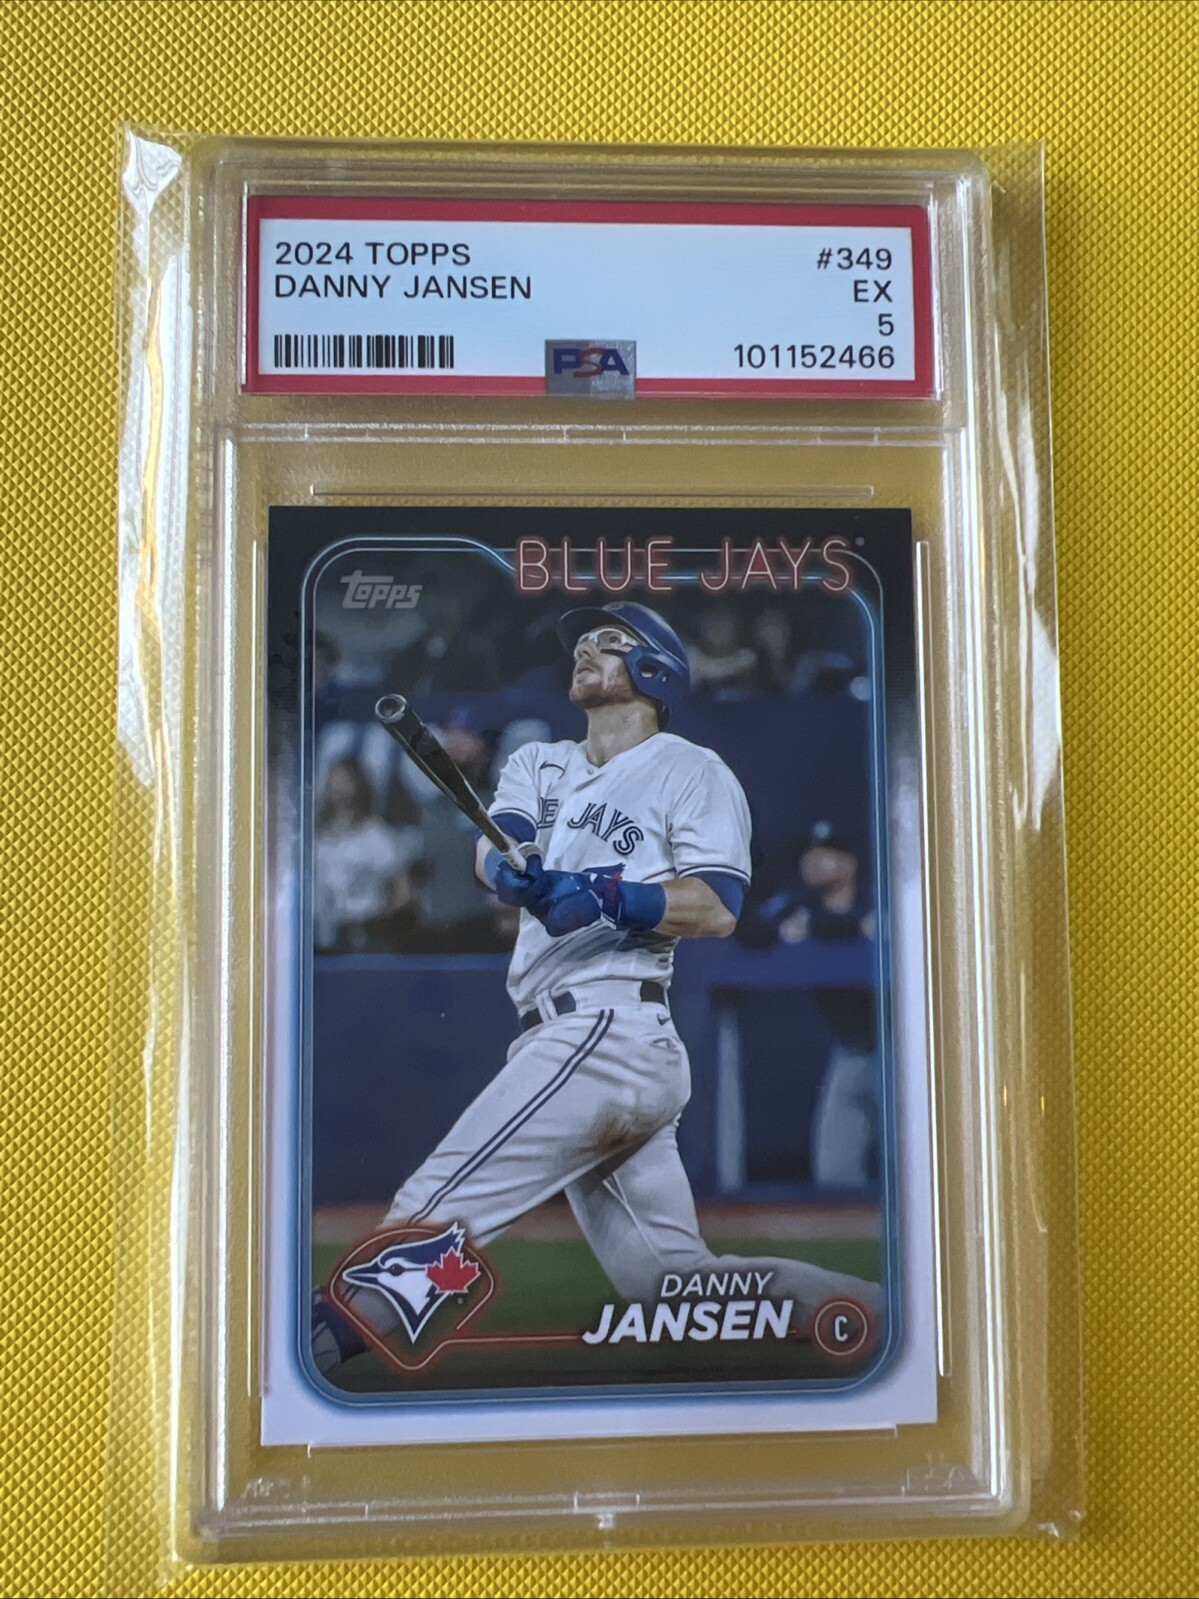 2024 TOPPS #349
DANNY JANSEN EX
5
PSA 101152466
BLUE JAYS
Topps
E JAYS
DANNY
JANSEN C